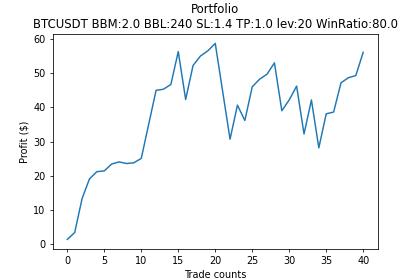 Portfolio
BTCUSDT BBM:2.0 BBL:240 SL:1.4 TP:1.0 lev:20 WinRatio:80.0
60
50
40
30
20
10
0
Profit ($)
0 5 10 15 20 25 30 35 40
Trade counts